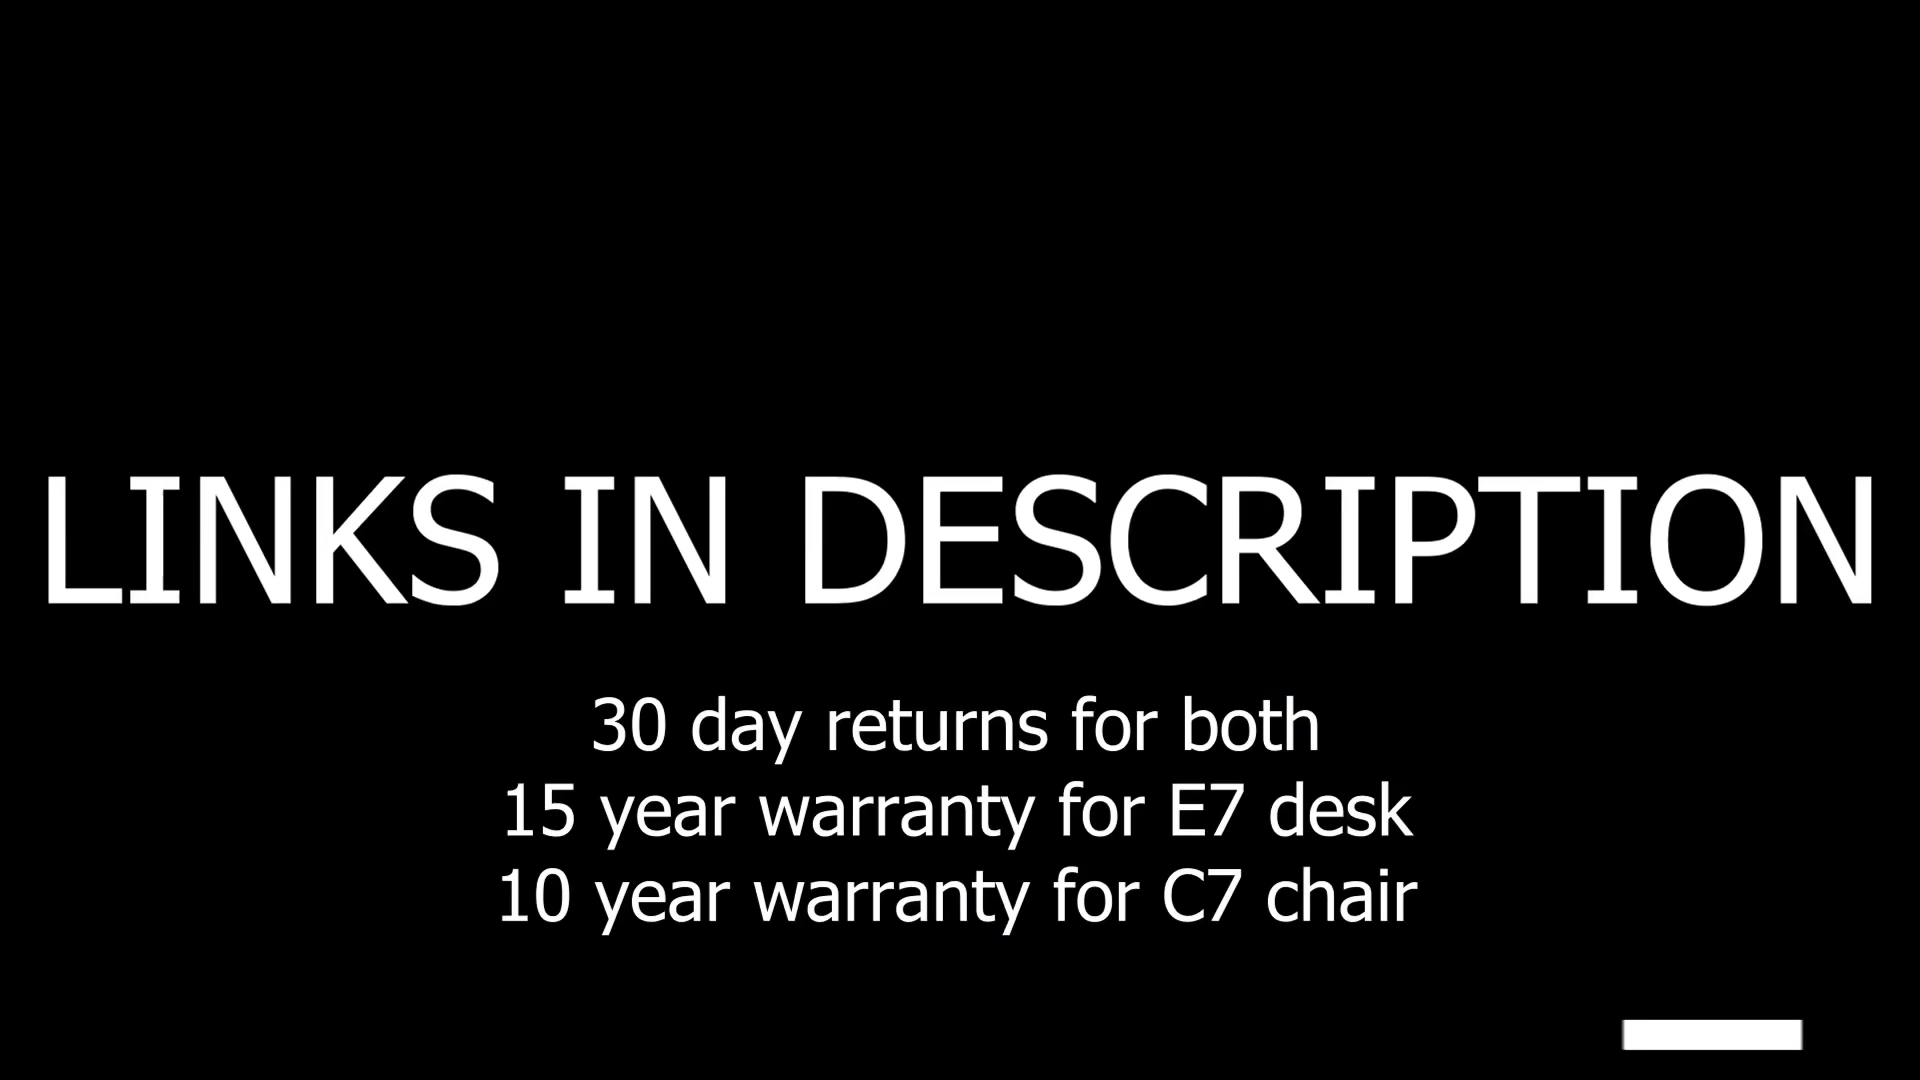 LINKS IN DESCRIPTION
30 day returns for both
15 year warranty for E7 desk
10 year warranty for C7 chair